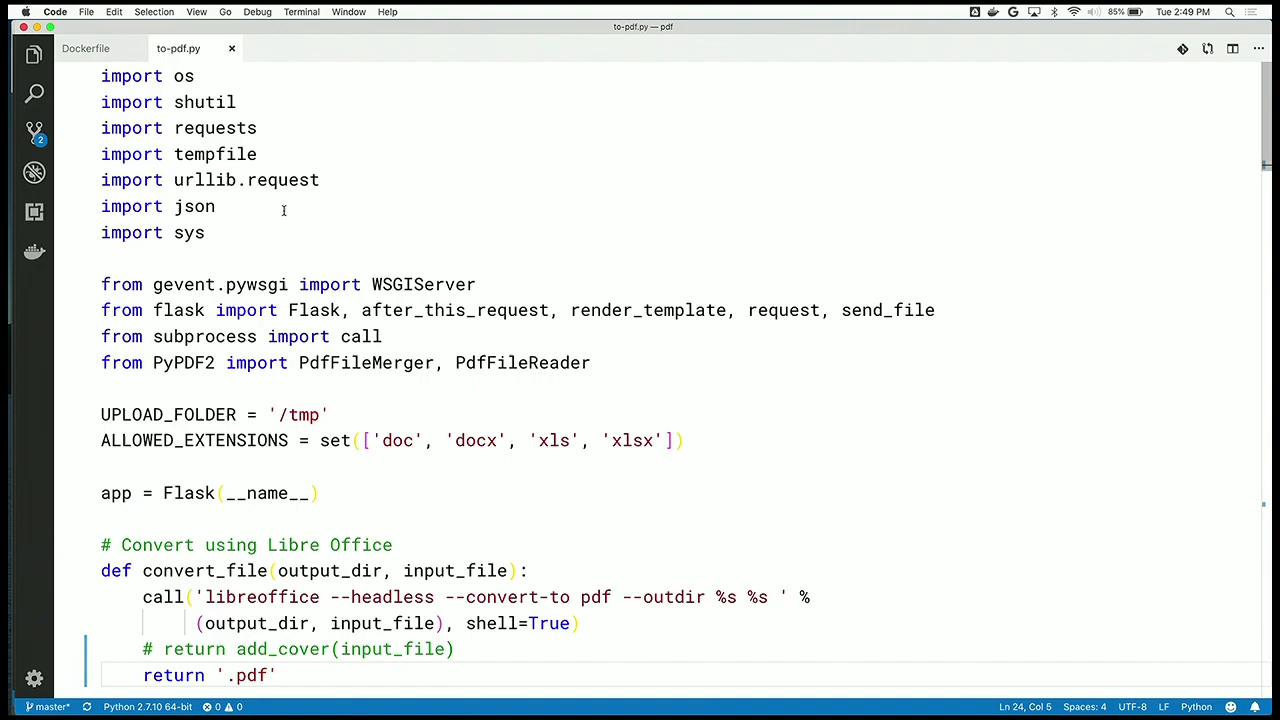 Code File Edit Selection View Go Debug Terminal Window Help 85% Tue 2:49 PM
to-pdf.py — pdf
Dockerfile to-pdf.py
import os
import shutil
import requests
import tempfile
import urllib.request
import json
import sys
from gevent.pywsgi import WSGIServer
from flask import Flask, after_this_request, render_template, request, send_file
from subprocess import call
from PyPDF2 import PdfFileMerger, PdfFileReader
UPLOAD_FOLDER = '/tmp'
ALLOWED_EXTENSIONS = set(['doc', 'docx', 'xls', 'xlsx'])
app = Flask(__name__)
# Convert using Libre Office
def convert_file(output_dir, input_file):
call('libreoffice --headless --convert-to pdf --outdir %s %s ' %
(output_dir, input_file), shell=True)
# return add_cover(input_file)
return '.pdf'
2
master* Python 2.7.10 64-bit 0 0 Ln 24, Col 5 Spaces: 4 UTF-8 LF Python